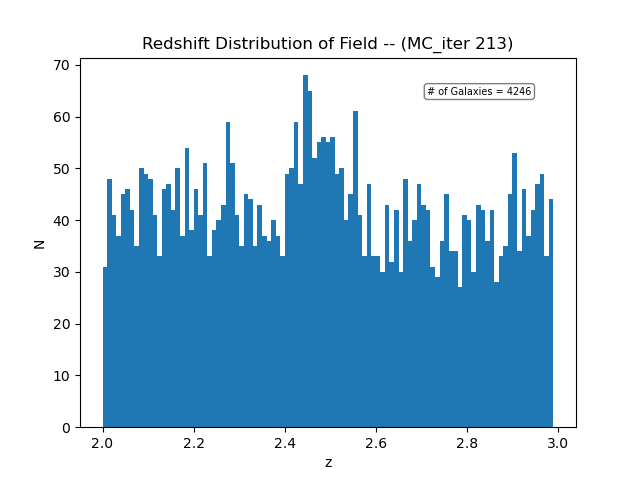 Redshift Distribution of Field -- (MC_iter 213)
# of Galaxies = 4246
70
60
50
40
30
20
10
0
N
2.0 2.2 2.4 2.6 2.8 3.0
z